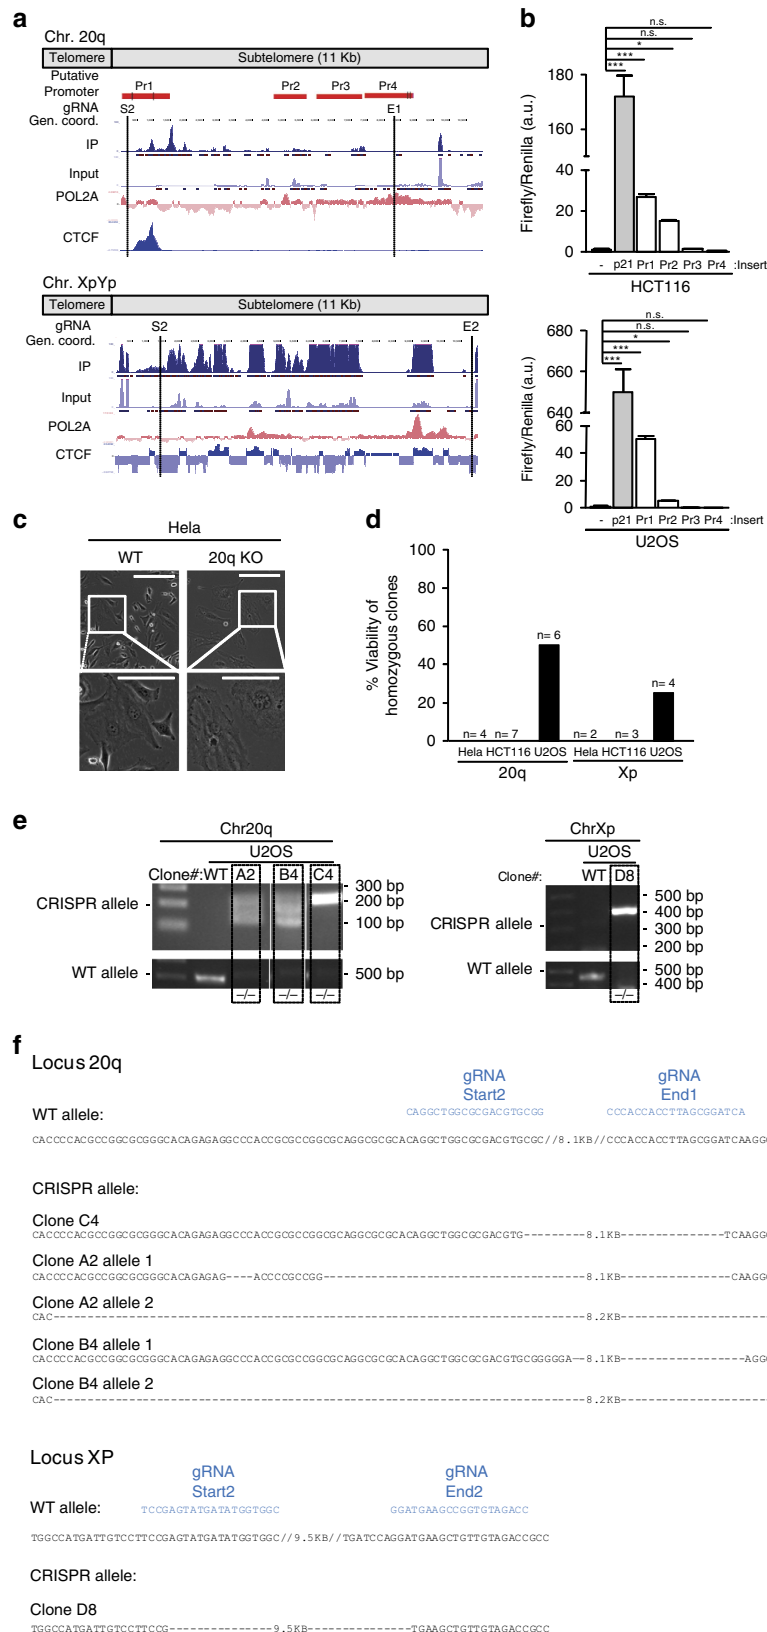 a
Chr. 20q
Telomere
Subtelomere (11 Kb)
Putative
Promoter
Pr1
Pr2
Pr3
Pr4
gRNA
S2
E1
Gen. coord.
IP
Input
POL2A
CTCF
Chr. XpYp
Telomere
Subtelomere (11 Kb)
gRNA
S2
E2
Gen. coord.
IP
Input
POL2A
CTCF
b
n.s.
n.s.
*
***
***
Firefly/Renilla (a.u.)
180
160
40
20
0
- p21 Pr1 Pr2 Pr3 Pr4 :Insert
HCT116
n.s.
n.s.
*
***
***
Firefly/Renilla (a.u.)
680
660
640
60
40
20
0
- p21 Pr1 Pr2 Pr3 Pr4 :Insert
U2OS
c
Hela
WT
20q KO
d
% Viability of
homozygous clones
100
80
60
40
20
0
n= 4 n= 7 n= 6 n= 2 n= 3 n= 4
Hela HCT116 U2OS Hela HCT116 U2OS
20q
Xp
e
Chr20q
U2OS
Clone#: WT A2 B4 C4
CRISPR allele -
- 300 bp
- 200 bp
- 100 bp
WT allele -
- 500 bp
–/– –/– –/–
ChrXp
U2OS
Clone#: WT D8
CRISPR allele -
- 500 bp
- 400 bp
- 300 bp
- 200 bp
WT allele -
- 500 bp
- 400 bp
–/–
f
Locus 20q
gRNA
Start2
gRNA
End1
WT allele:
CAGGCTGGCGCGACGTGCGG
CCCACCACCTTAGCGGATCA
CACCCCACGCCGGCGCGGGCACAGAGAGGCCCACCGCGCCGGCGCAGGCGCGCACAGGCTGGCGCGACGTGCGC//8.1KB//CCCACCACCTTAGCGGATCAAGGG
CRISPR allele:
Clone C4
CACCCCACGCCGGCGCGGGCACAGAGAGGCCCACCGCGCCGGCGCAGGCGCGCACAGGCTGGCGCGACGTG---------8.1KB---------------TCAAGGG
Clone A2 allele 1
CACCCCACGCCGGCGCGGGCACAGAGAG----ACCCCGCCGG--------------------------------------8.1KB----------------CAAGGG
Clone A2 allele 2
CAC-----------------------------------------------------------------------------8.2KB----------------------
Clone B4 allele 1
CACCCCACGCCGGCGCGGGCACAGAGAGGCCCACCGCGCCGGCGCAGGCGCGCACAGGCTGGCGCGACGTGCGGGGGA--8.1KB------------------AGGG
Clone B4 allele 2
CAC-----------------------------------------------------------------------------8.2KB----------------------
Locus XP
gRNA
Start2
gRNA
End2
WT allele:
TCCGAGTATGATATGGTGGC
GGATGAAGCCGGTGTAGACC
TGGCCATGATTGTCCTTCCGAGTATGATATGGTGGC//9.5KB//TGATCCAGGATGAAGCTGTTGTAGACCGCC
CRISPR allele:
Clone D8
TGGCCATGATTGTCCTTCCG---------------9.5KB---------------TGAAGCTGTTGTAGACCGCC